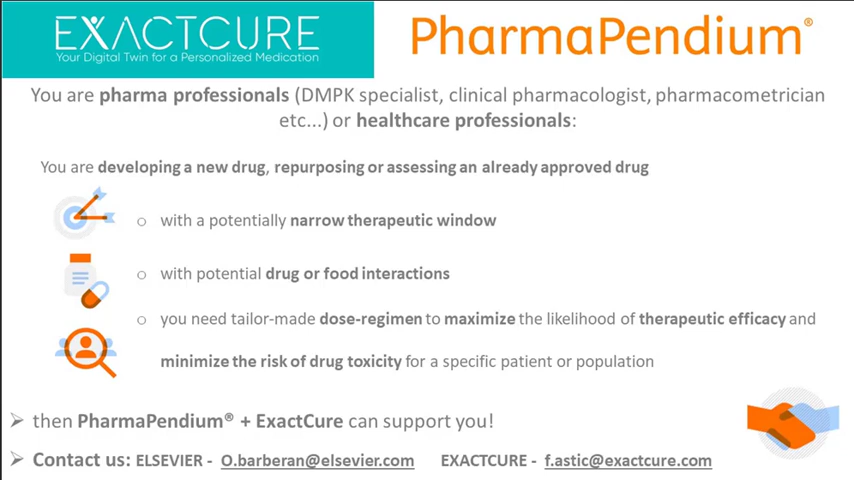 EXACTCURE
Your Digital Twin for a Personalized Medication
PharmaPendium®
You are pharma professionals (DMPK specialist, clinical pharmacologist, pharmacometrician
etc...) or healthcare professionals:
You are developing a new drug, repurposing or assessing an already approved drug
o with a potentially narrow therapeutic window
o with potential drug or food interactions
o you need tailor-made dose-regimen to maximize the likelihood of therapeutic efficacy and
minimize the risk of drug toxicity for a specific patient or population
➢ then PharmaPendium® + ExactCure can support you!
➢ Contact us: ELSEVIER - O.barberan@elsevier.com EXACTCURE - f.astic@exactcure.com